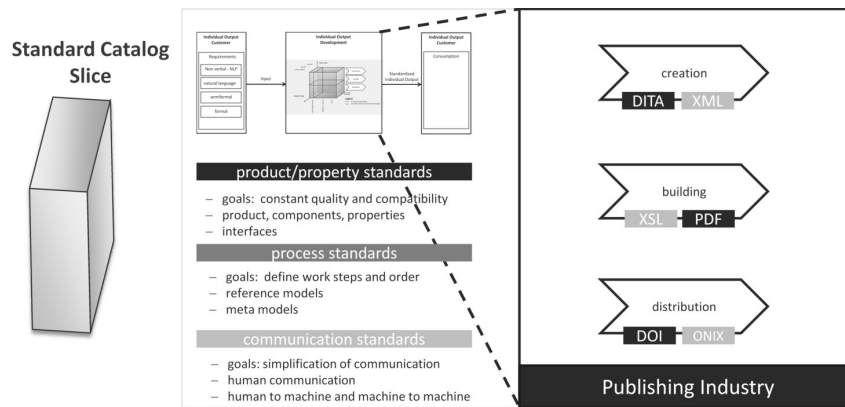 Standard Catalog
Slice
Individual Output
Customer
Requirements
Non verbal - NLP
natural language
semiformal
formal
Input
Individual Output
Development
Standardized
Individual Output
Individual Output
Customer
Consumption
product/property standards
– goals: constant quality and compatibility
– product, components, properties
– interfaces
process standards
– goals: define work steps and order
– reference models
– meta models
communication standards
– goals: simplification of communication
– human communication
– human to machine and machine to machine
creation
DITA XML
building
XSL PDF
distribution
DOI ONIX
Publishing Industry